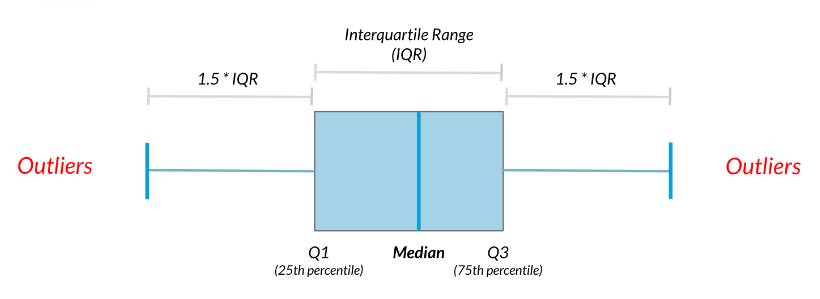 Interquartile Range
(IQR)
1.5 * IQR
1.5 * IQR
Outliers
Outliers
Q1
Median
Q3
(25th percentile)
(75th percentile)